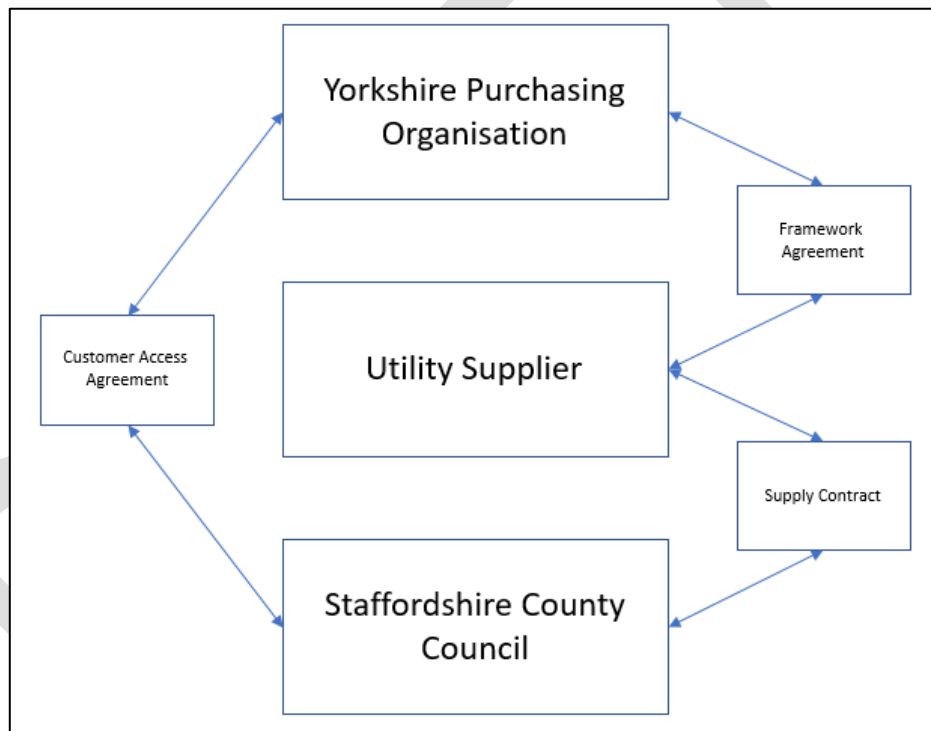 Yorkshire Purchasing
Organisation
Framework
Agreement
Customer Access
Agreement
Utility Supplier
Supply Contract
Staffordshire County
Council